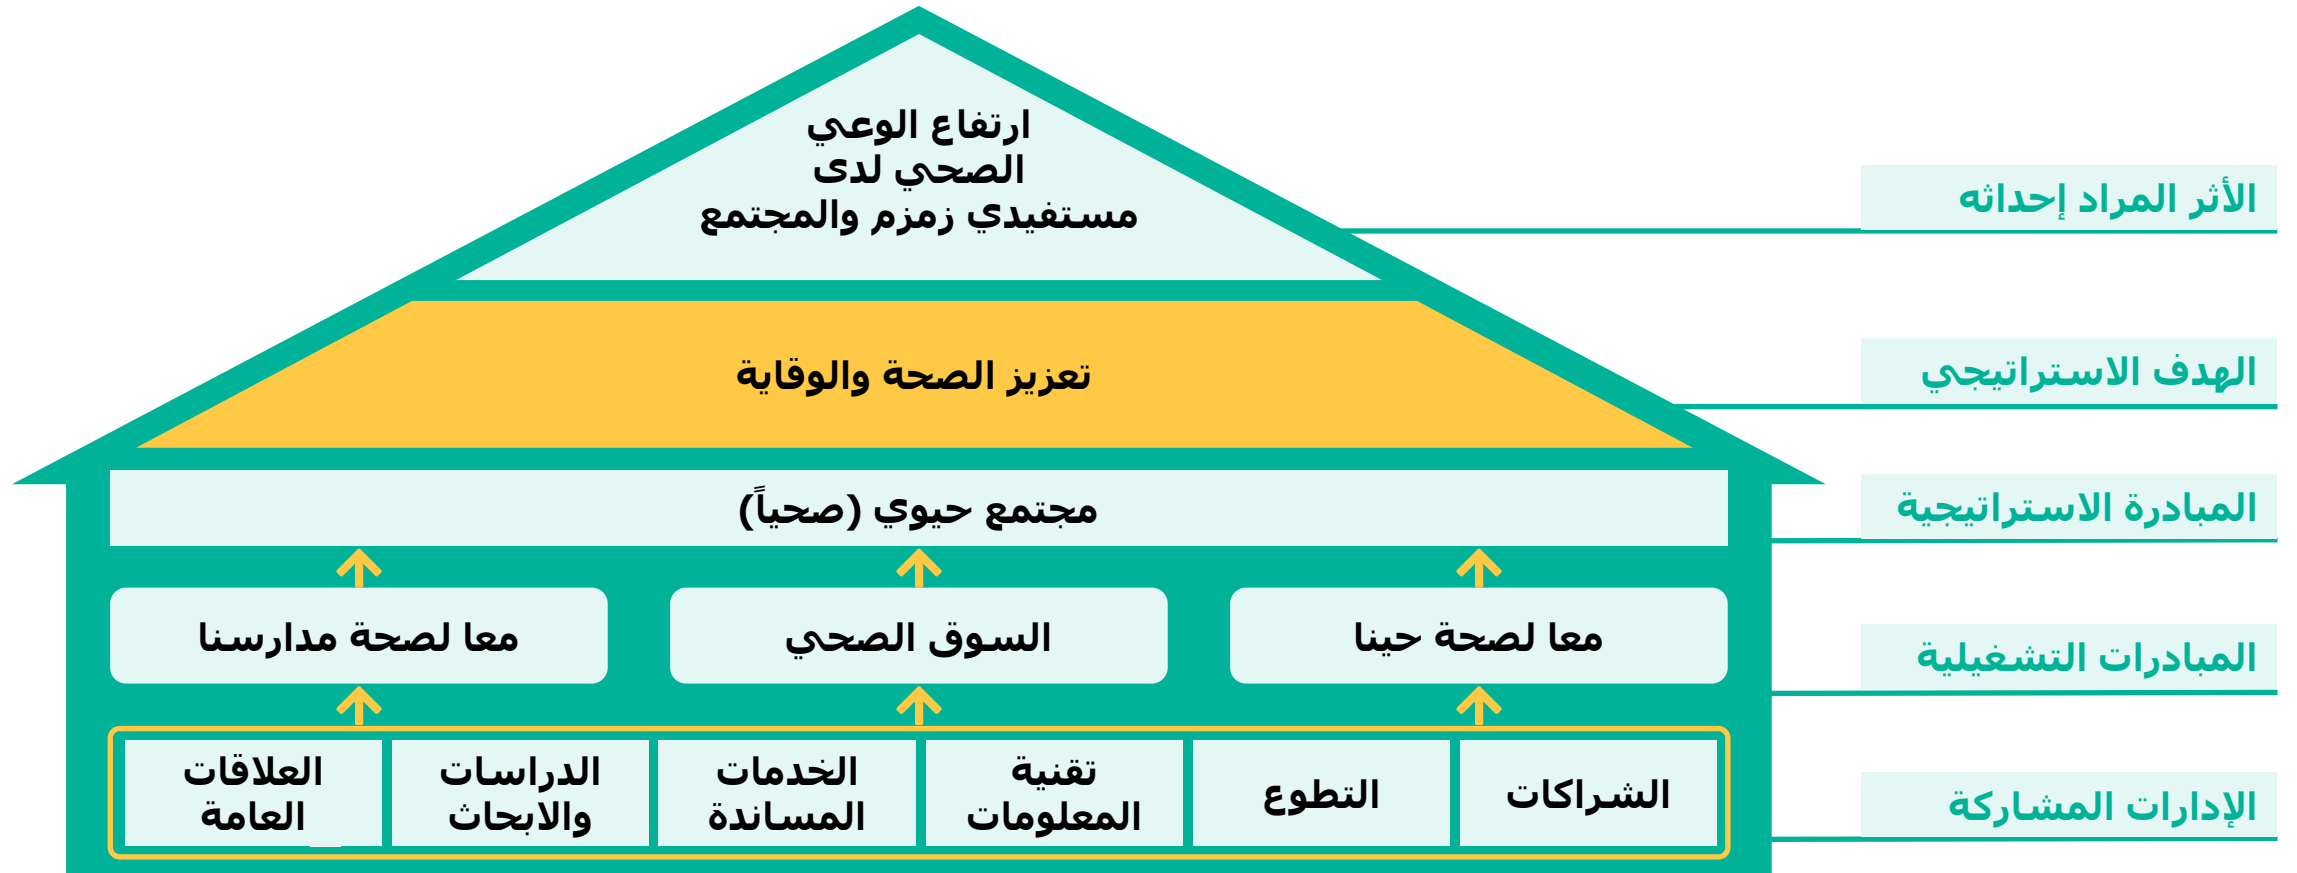 ارتفاع الوعي
الصحي لدى
مستفيدي زمزم والمجتمع
الأثر المراد إحداثه
تعزيز الصحة والوقاية
الهدف الاستراتيجي
مجتمع حيوي (صحياً)
المبادرة الاستراتيجية
معا لصحة حينا
السوق الصحي
معا لصحة مدارسنا
المبادرات التشغيلية
الشراكات
التطوع
تقنية
المعلومات
الخدمات
المساندة
الدراسات
والابحاث
العلاقات
العامة
الإدارات المشاركة